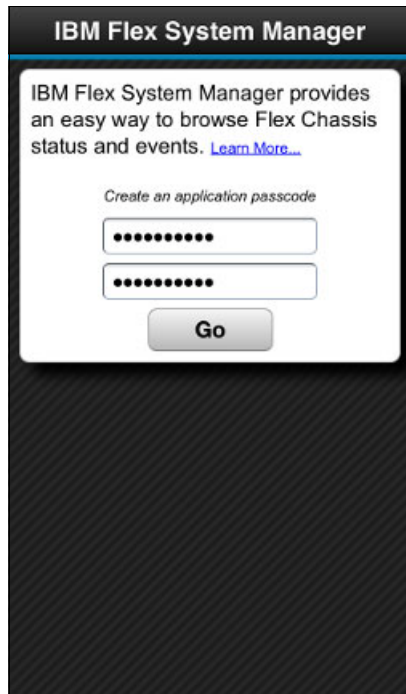 IBM Flex System Manager
IBM Flex System Manager provides
an easy way to browse Flex Chassis
status and events. Learn More...
Create an application passcode
••••••••••
••••••••••
Go